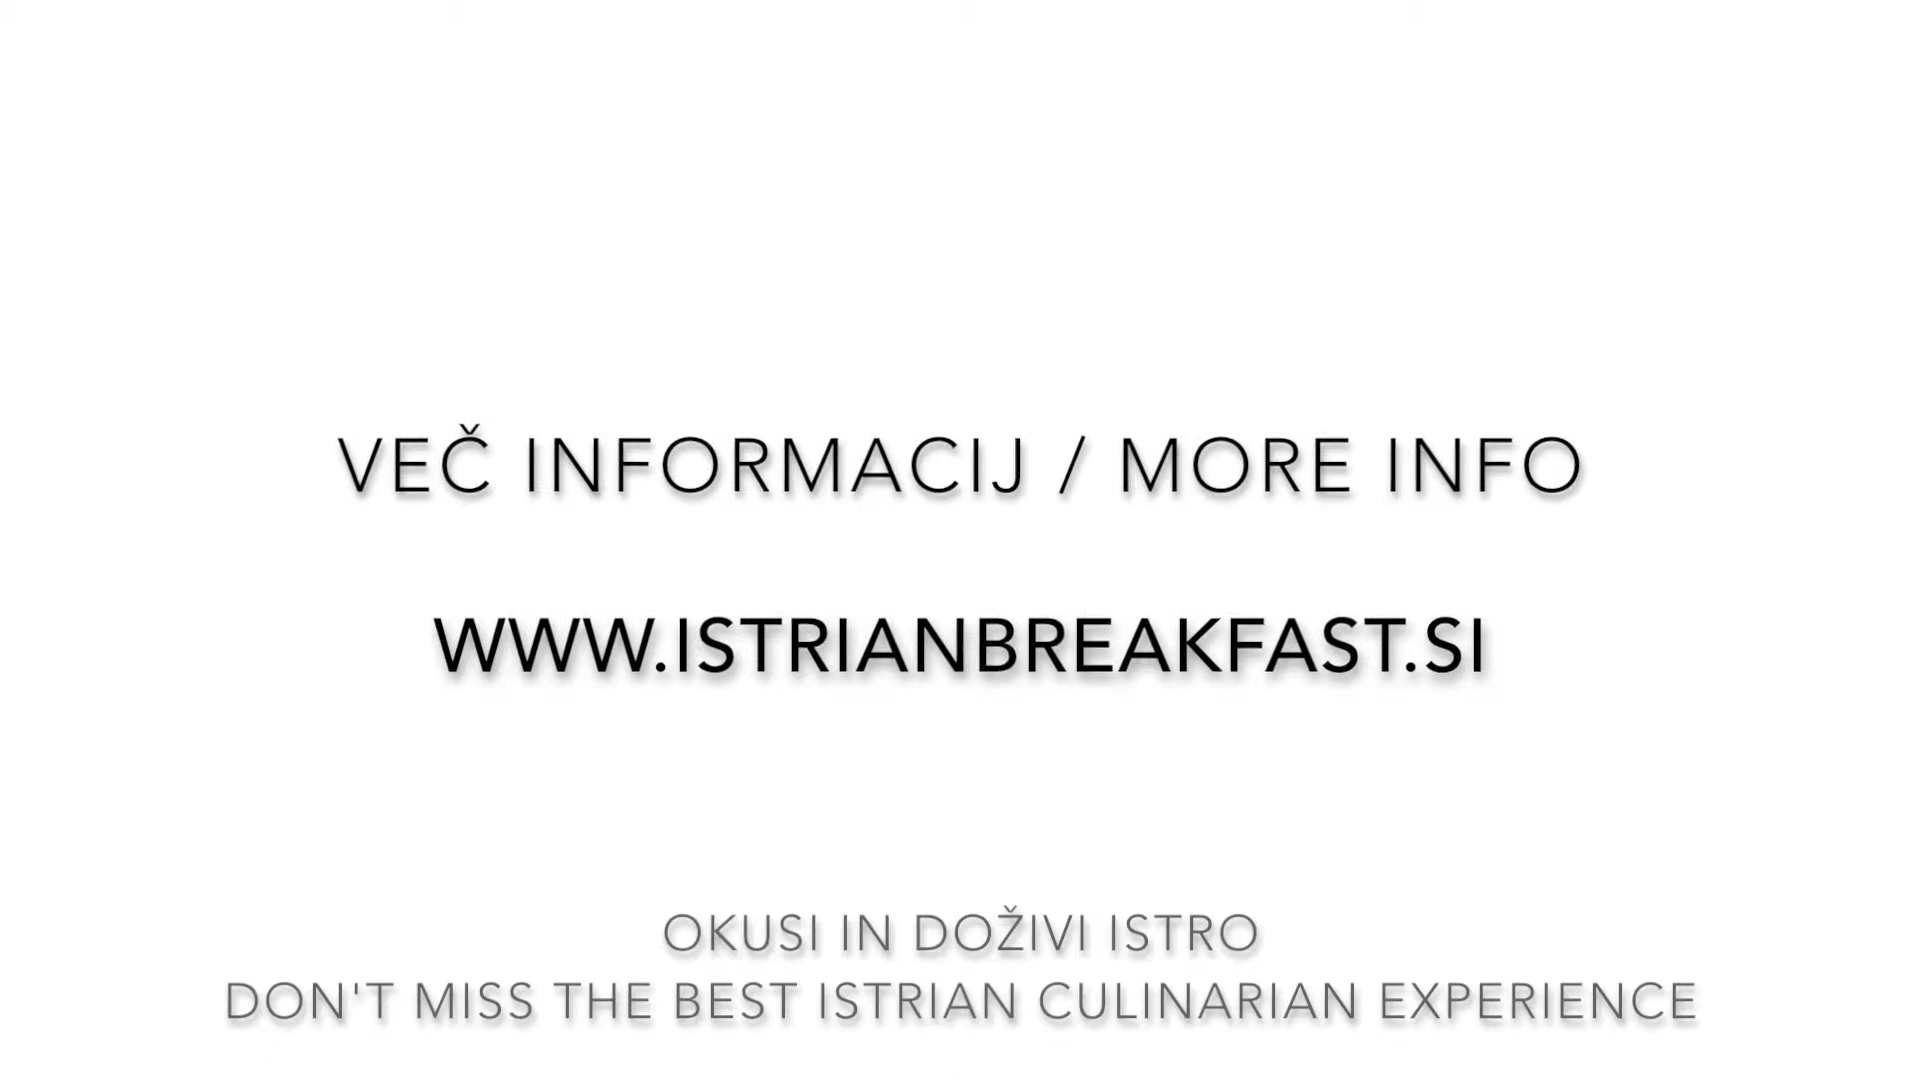 VEČ INFORMACIJ / MORE INFO
WWW.ISTRIANBREAKFAST.SI
OKUSI IN DOŽIVI ISTRO
DON'T MISS THE BEST ISTRIAN CULINARIAN EXPERIENCE